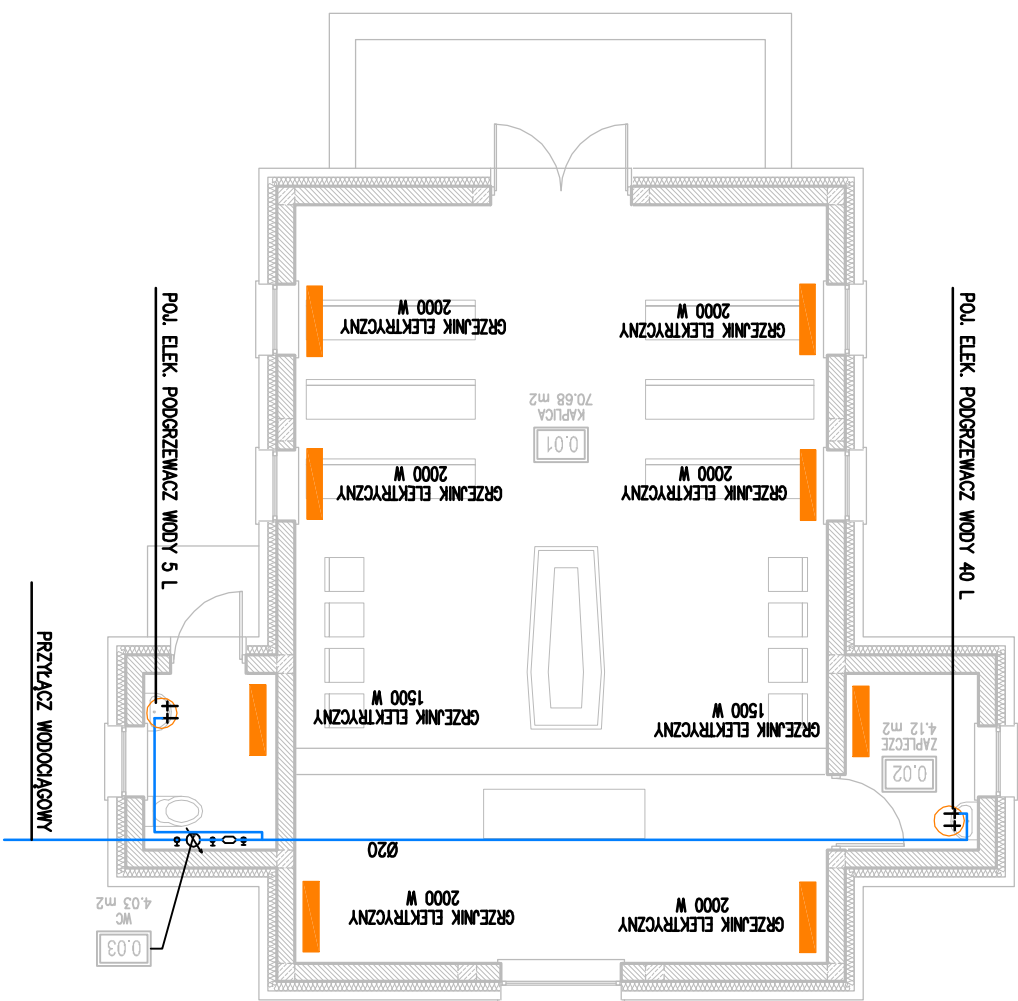 GRZEJNIK ELEKTRYCZNY
2000 W
GRZEJNIK ELEKTRYCZNY
2000 W
0.03
WC
4.03 m2
Ø20
0.02
ZAPLECZE
4.12 m2
GRZEJNIK ELEKTRYCZNY
1500 W
GRZEJNIK ELEKTRYCZNY
1500 W
PRZYŁĄCZ WODOCIĄGOWY
GRZEJNIK ELEKTRYCZNY
2000 W
GRZEJNIK ELEKTRYCZNY
2000 W
0.01
KAPLICA
70.68 m2
GRZEJNIK ELEKTRYCZNY
2000 W
GRZEJNIK ELEKTRYCZNY
2000 W
POJ. ELEK. PODGRZEWACZ WODY 40 L
POJ. ELEK. PODGRZEWACZ WODY 5 L